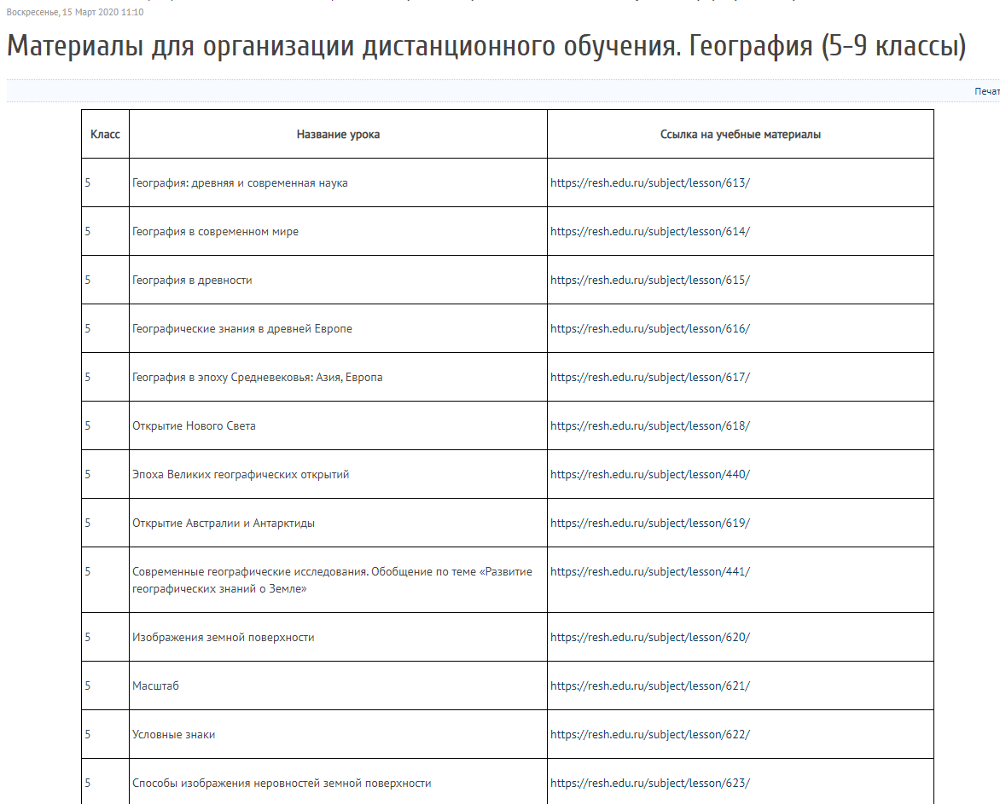 Воскресенье, 15 Март 2020 11:10
Материалы для организации дистанционного обучения. География (5-9 классы)
Печат
Класс Название урока Ссылка на учебные материалы
5 География: древняя и современная наука https://resh.edu.ru/subject/lesson/613/
5 География в современном мире https://resh.edu.ru/subject/lesson/614/
5 География в древности https://resh.edu.ru/subject/lesson/615/
5 Географические знания в древней Европе https://resh.edu.ru/subject/lesson/616/
5 География в эпоху Средневековья: Азия, Европа https://resh.edu.ru/subject/lesson/617/
5 Открытие Нового Света https://resh.edu.ru/subject/lesson/618/
5 Эпоха Великих географических открытий https://resh.edu.ru/subject/lesson/440/
5 Открытие Австралии и Антарктиды https://resh.edu.ru/subject/lesson/619/
5 Современные географические исследования. Обобщение по теме «Развитие https://resh.edu.ru/subject/lesson/441/
географических знаний о Земле»
5 Изображения земной поверхности https://resh.edu.ru/subject/lesson/620/
5 Масштаб https://resh.edu.ru/subject/lesson/621/
5 Условные знаки https://resh.edu.ru/subject/lesson/622/
5 Способы изображения неровностей земной поверхности https://resh.edu.ru/subject/lesson/623/